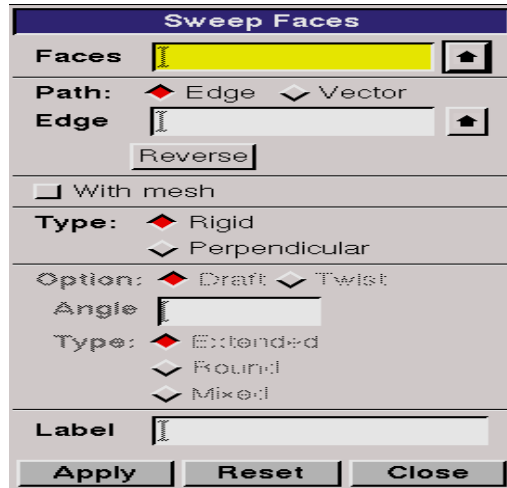 Sweep Faces
Faces
Path: Edge Vector
Edge
Reverse
With mesh
Type: Rigid
Perpendicular
Option: Draft Twist
Angle
Type: Extended
Round
Mixed
Label
Apply Reset Close